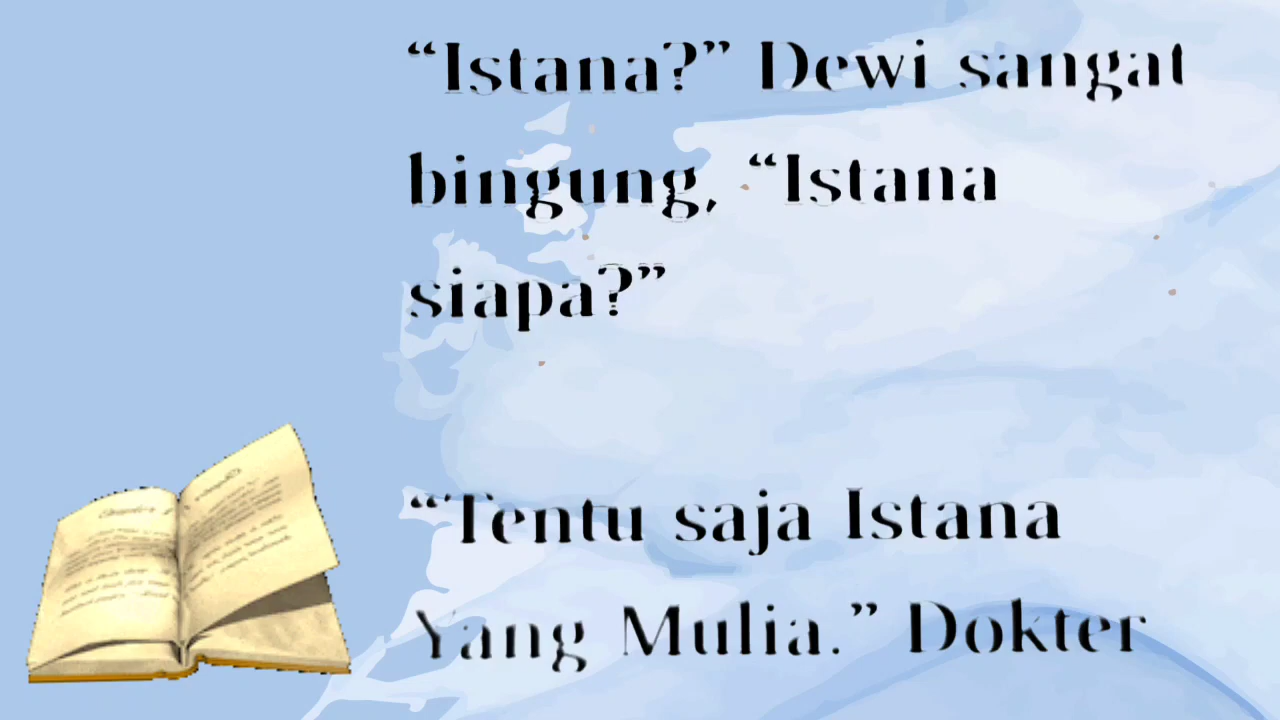 “Istana?” Dewi sangat
bingung, “Istana
siapa?”
“Tentu saja Istana
Yang Mulia.” Dokter